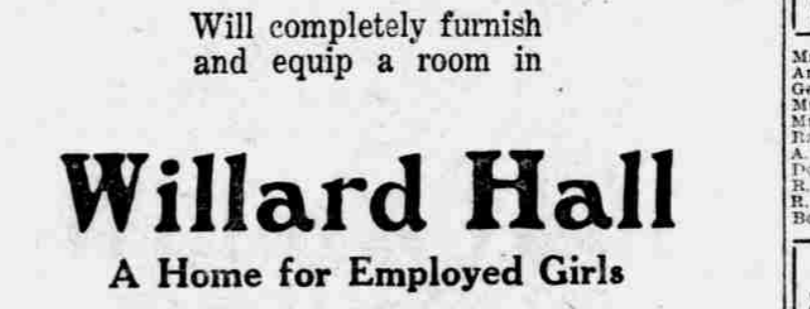 Will completely furnish
and equip a room in
Willard Hall
A Home for Employed Girls